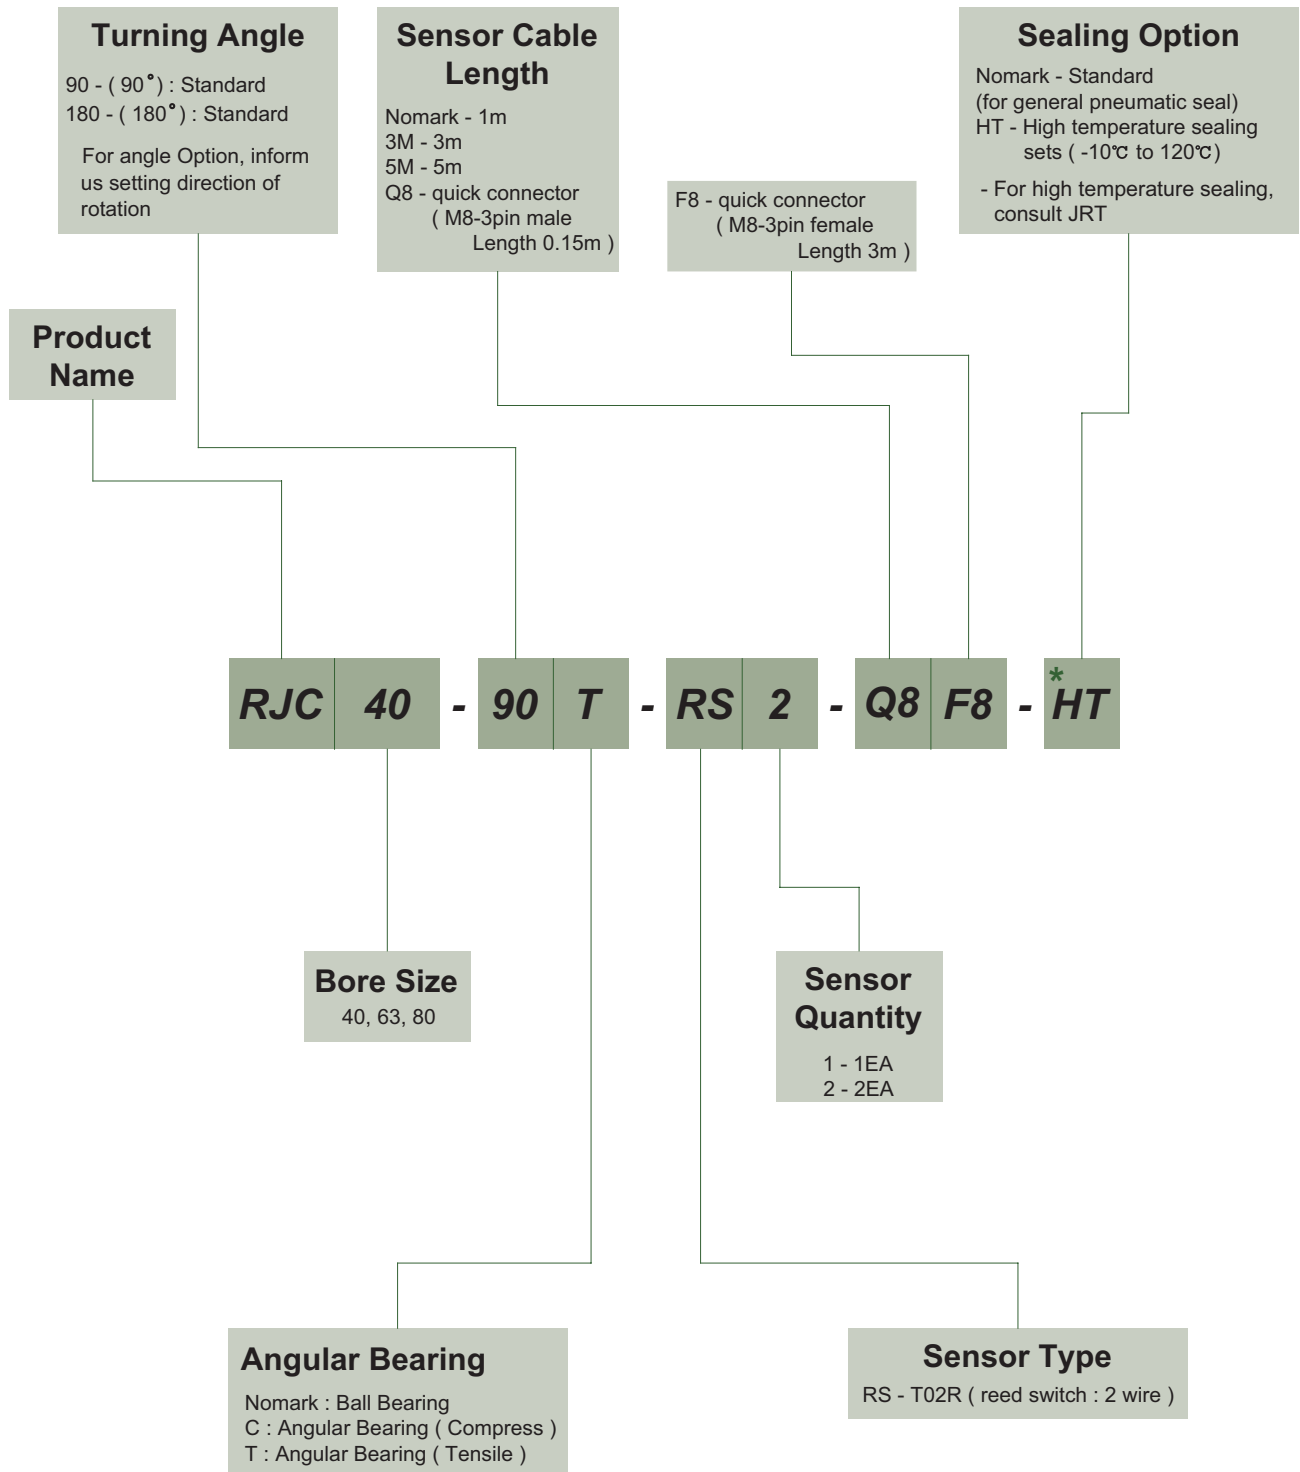 Turning Angle
90 - ( 90˚) : Standard
180 - ( 180˚) : Standard
For angle Option, inform
us setting direction of
rotation
Sensor Cable
Length
Nomark - 1m
3M - 3m
5M - 5m
Q8 - quick connector
( M8-3pin male
Length 0.15m )
F8 - quick connector
( M8-3pin female
Length 3m )
Sealing Option
Nomark - Standard
(for general pneumatic seal)
HT - High temperature sealing
sets ( -10℃ to 120℃)
- For high temperature sealing,
consult JRT
Product
Name
RJC 40 - 90 T - RS 2 - Q8 F8 - *HT
Bore Size
40, 63, 80
Sensor
Quantity
1 - 1EA
2 - 2EA
Angular Bearing
Nomark : Ball Bearing
C : Angular Bearing ( Compress )
T : Angular Bearing ( Tensile )
Sensor Type
RS - T02R ( reed switch : 2 wire )